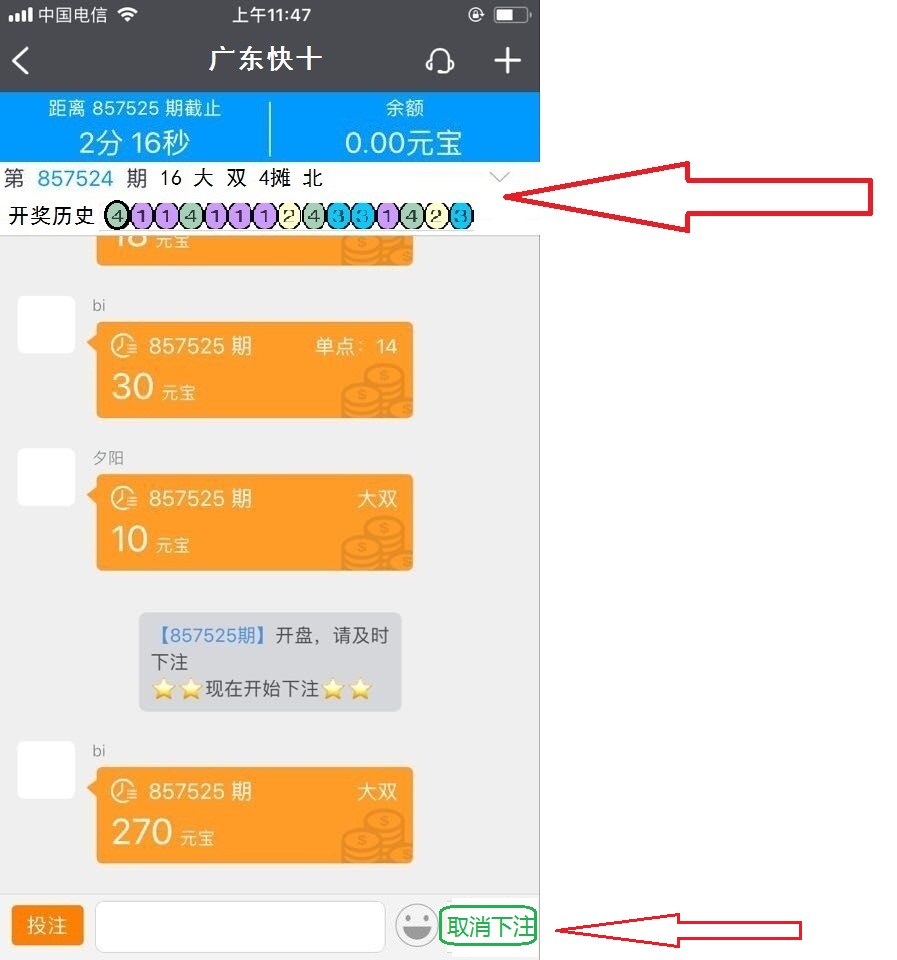 中国电信 上午11:47
广东快十
距离 857525 期截止 余额
2分 16秒 0.00元宝
第 857524 期 16 大 双 4摊 北
开奖历史 4 1 1 4 1 1 1 2 4 3 3 1 4 2 3
18 元宝
bi
857525 期 单点：14
30 元宝
夕阳
857525 期 大双
10 元宝
【857525期】开盘，请及时
下注
⭐⭐现在开始下注⭐⭐
bi
857525 期 大双
270 元宝
投注 取消下注